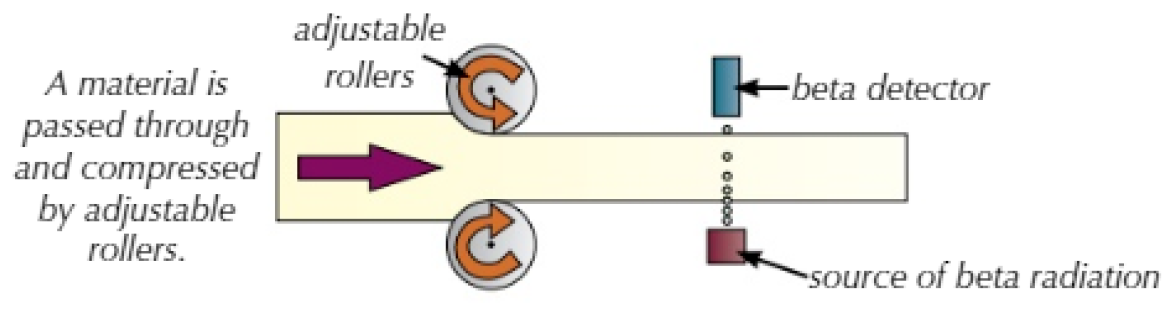 adjustable
rollers
A material is
passed through
and compressed
by adjustable
rollers.
beta detector
source of beta radiation